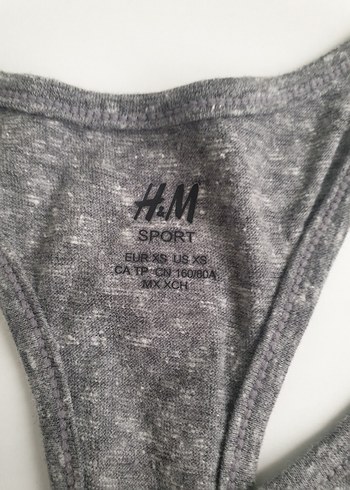 H&M
SPORT
EUR XS US XS
CA TP CN 160/80A
MX XCH